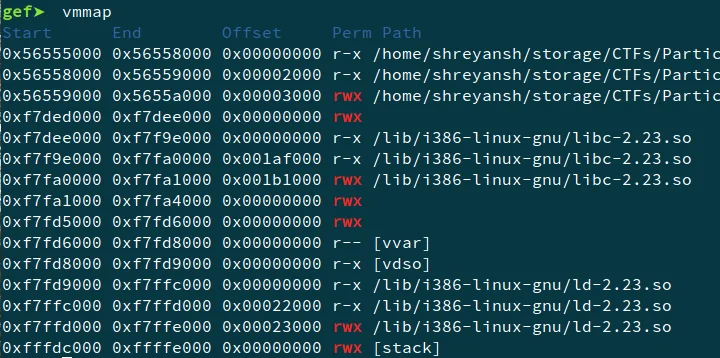 gef➤ vmmap
Start End Offset Perm Path
0x56555000 0x56558000 0x00000000 r-x /home/shreyansh/storage/CTFs/Partic
0x56558000 0x56559000 0x00002000 r-x /home/shreyansh/storage/CTFs/Partic
0x56559000 0x5655a000 0x00003000 rwx /home/shreyansh/storage/CTFs/Partic
0xf7ded000 0xf7dee000 0x00000000 rwx
0xf7dee000 0xf7f9e000 0x00000000 r-x /lib/i386-linux-gnu/libc-2.23.so
0xf7f9e000 0xf7fa0000 0x001af000 r-x /lib/i386-linux-gnu/libc-2.23.so
0xf7fa0000 0xf7fa1000 0x001b1000 rwx /lib/i386-linux-gnu/libc-2.23.so
0xf7fa1000 0xf7fa4000 0x00000000 rwx
0xf7fd5000 0xf7fd6000 0x00000000 rwx
0xf7fd6000 0xf7fd8000 0x00000000 r-- [vvar]
0xf7fd8000 0xf7fd9000 0x00000000 r-x [vdso]
0xf7fd9000 0xf7ffc000 0x00000000 r-x /lib/i386-linux-gnu/ld-2.23.so
0xf7ffc000 0xf7ffd000 0x00022000 r-x /lib/i386-linux-gnu/ld-2.23.so
0xf7ffd000 0xf7ffe000 0x00023000 rwx /lib/i386-linux-gnu/ld-2.23.so
0xfffdc000 0xffffe000 0x00000000 rwx [stack]